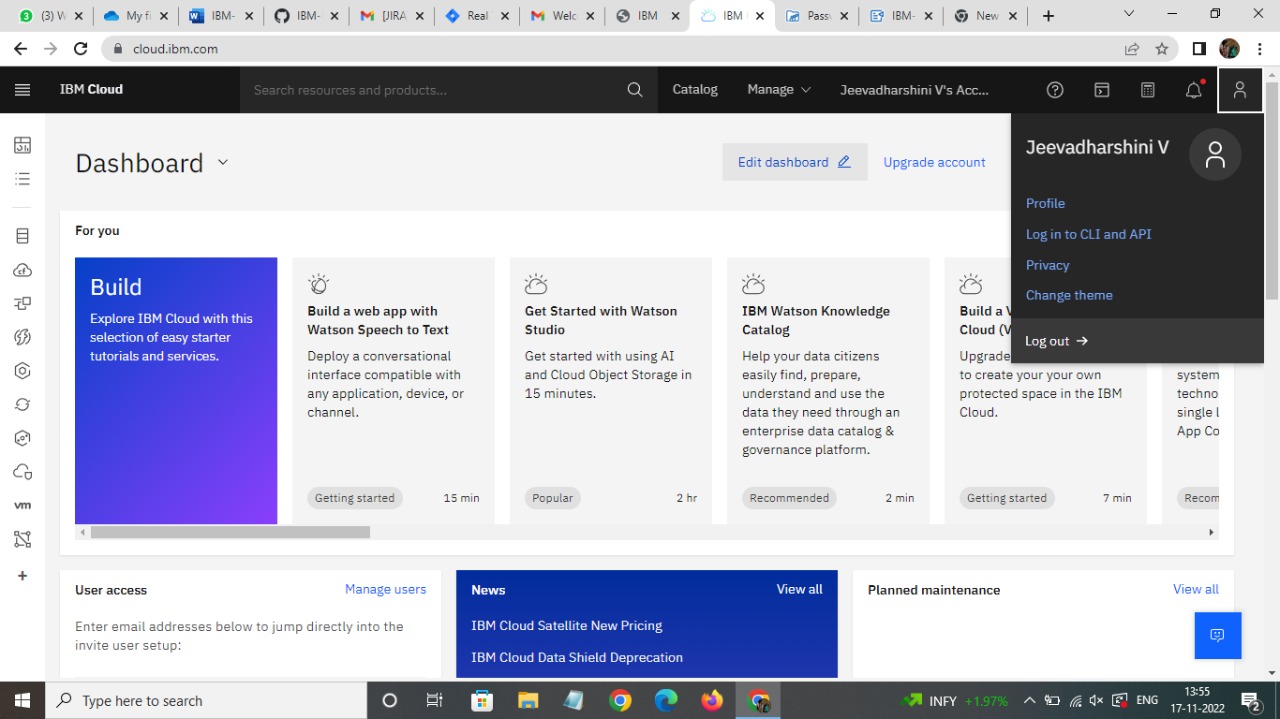 (3) W
My fi
IBM-
IBM-
[JIRA
Real
Welc
IBM
IBM
Pass
IBM-
New
cloud.ibm.com
IBM Cloud
Search resources and products...
Catalog
Manage
Jeevadharshini V's Acc...
Dashboard
Edit dashboard
Upgrade account
Jeevadharshini V
Profile
Log in to CLI and API
Privacy
Change theme
Log out
For you
Build
Explore IBM Cloud with this
selection of easy starter
tutorials and services.
Build a web app with
Watson Speech to Text
Deploy a conversational
interface compatible with
any application, device, or
channel.
Getting started
15 min
Get Started with Watson
Studio
Get started with using AI
and Cloud Object Storage in
15 minutes.
Popular
2 hr
IBM Watson Knowledge
Catalog
Help your data citizens
easily find, prepare,
understand and use the
data they need through an
enterprise data catalog &
governance platform.
Recommended
2 min
Build a V
Cloud (V
Upgrade
to create your your own
protected space in the IBM
Cloud.
Getting started
7 min
system
techno
single l
App Co
Recom
vm
User access
Manage users
Enter email addresses below to jump directly into the
invite user setup:
News
View all
IBM Cloud Satellite New Pricing
IBM Cloud Data Shield Deprecation
Planned maintenance
View all
Type here to search
INFY +1.97%
ENG
13:55
17-11-2022
2